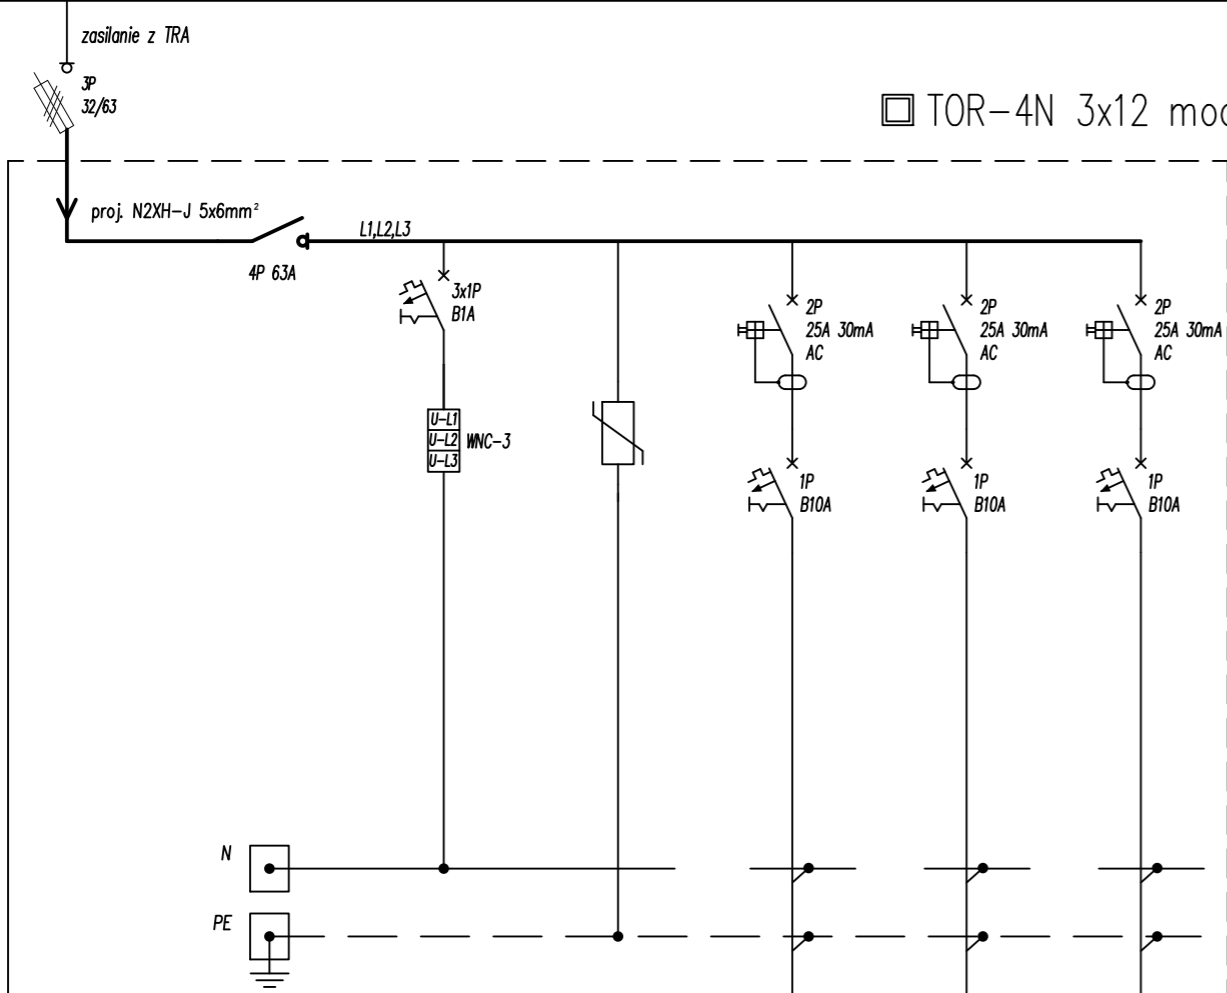 zasilanie z TRA
3P
32/63
TOR-4N 3x12
proj. N2XH-J 5x6mm²
L1,L2,L3
4P 63A
3x1P
B1A
2P
25A 30mA
AC
2P
25A 30mA
AC
2P
25A 30mA
AC
U-L1
U-L2
U-L3
WNC-3
1P
B10A
1P
B10A
1P
B10A
N
PE